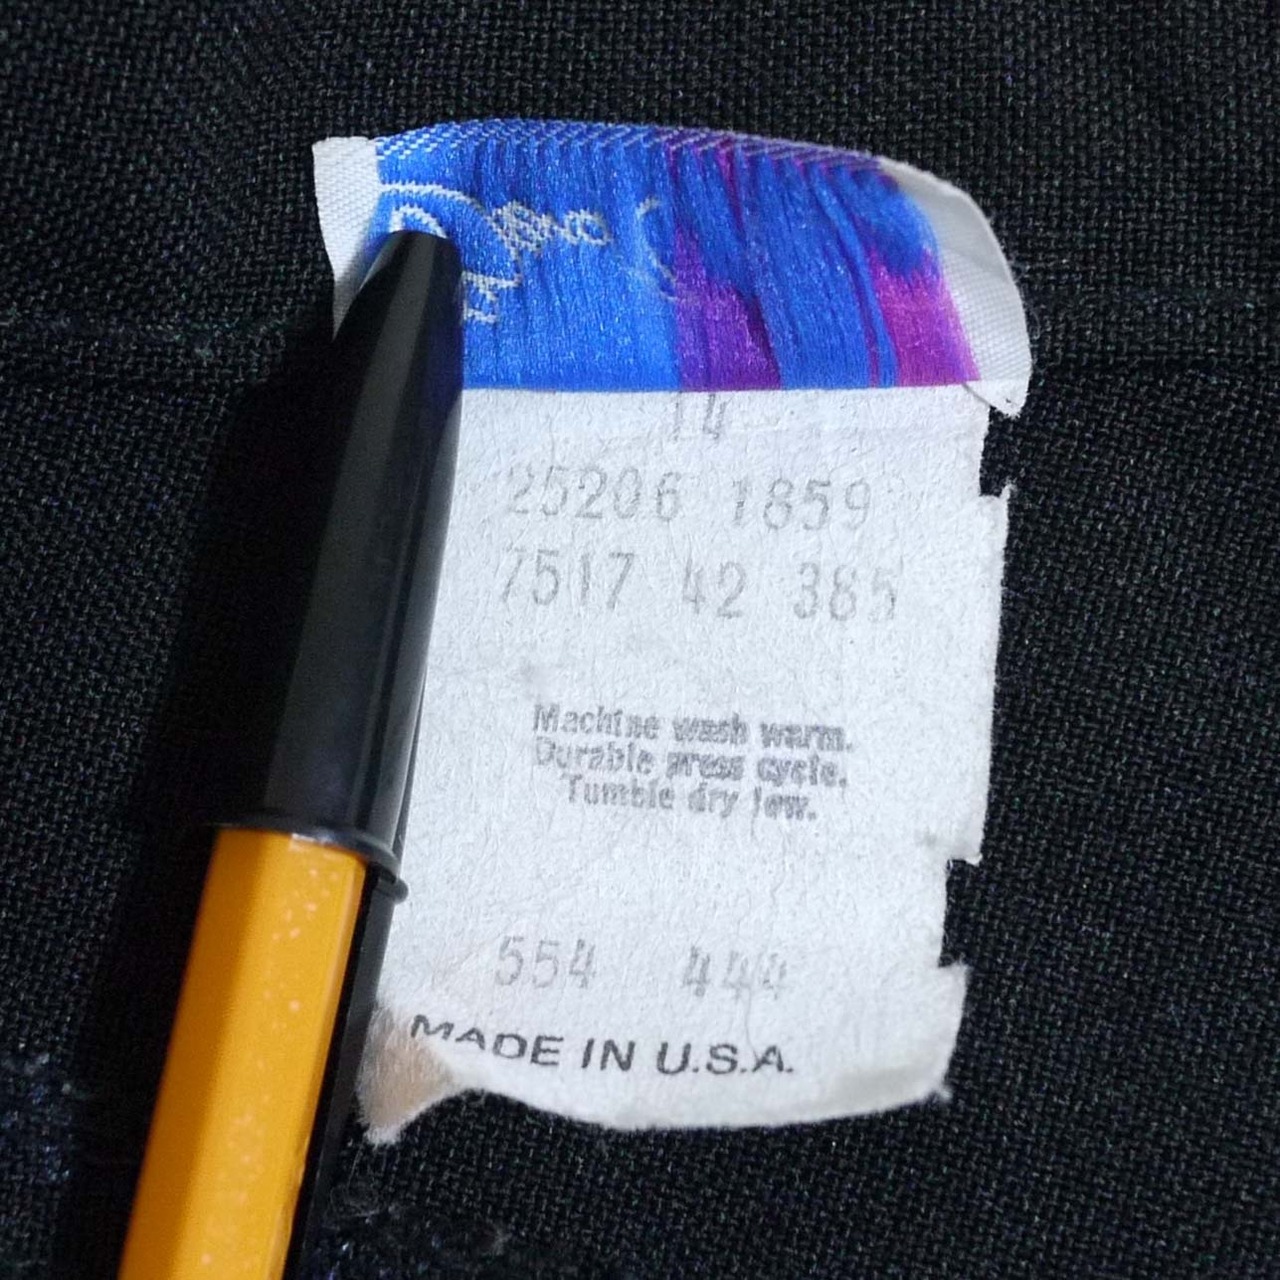 14
25206 1859
7517 42 385
Machine wash warm.
Durable press cycle.
Tumble dry low.
554 444
MADE IN U.S.A.